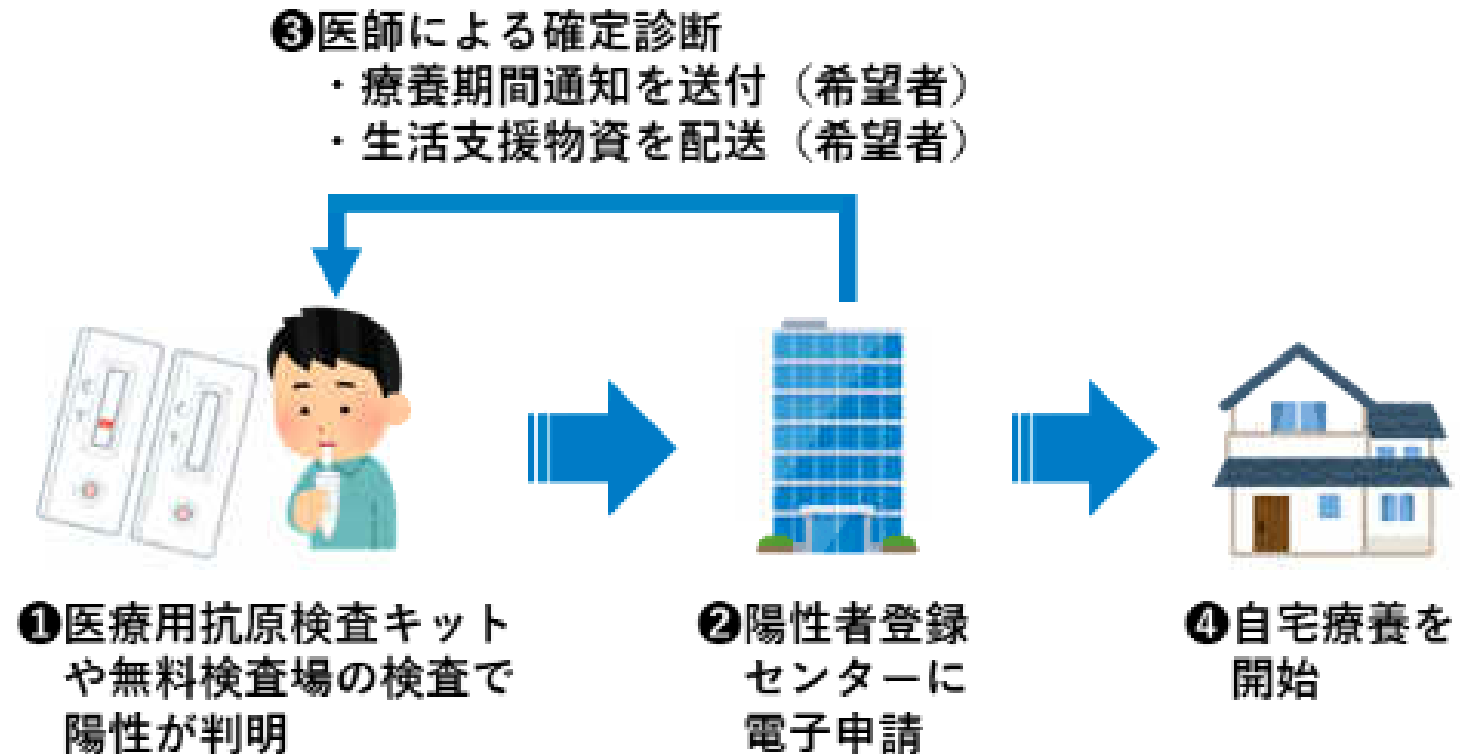 ❸医師による確定診断
・療養期間通知を送付（希望者）
・生活支援物資を配送（希望者）
❶医療用抗原検査キット
や無料検査場の検査で
陽性が判明
❷陽性者登録
センターに
電子申請
❹自宅療養を
開始